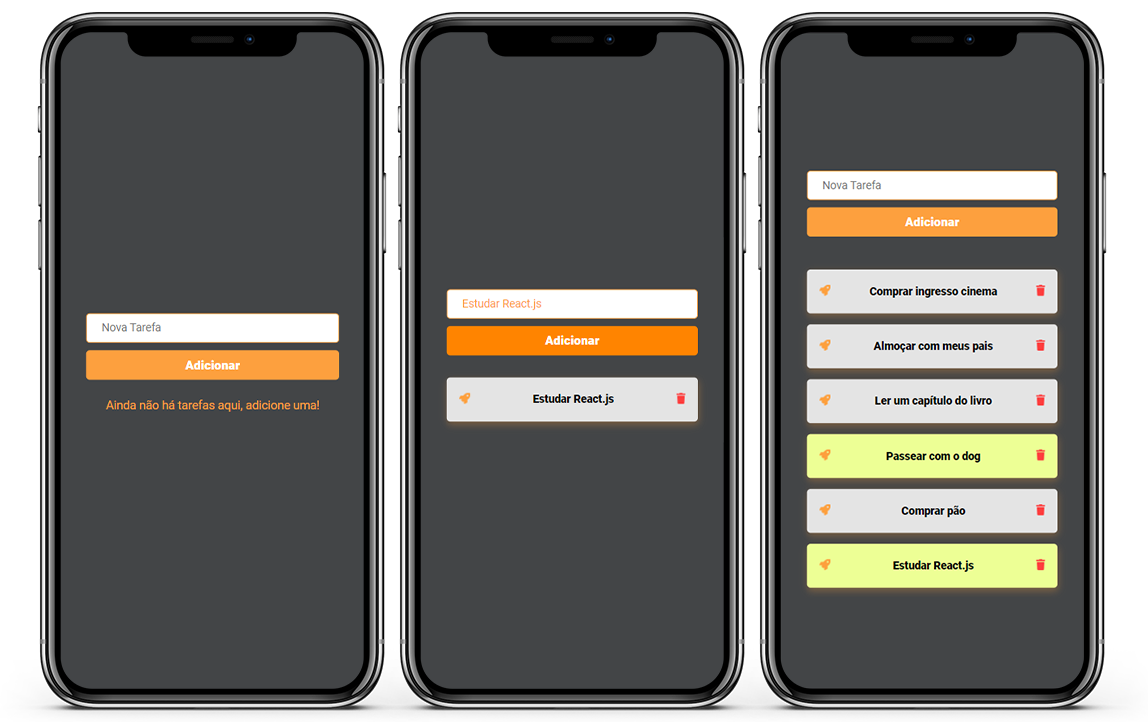 Nova Tarefa
Adicionar
Ainda não há tarefas aqui, adicione uma!
Estudar React.js
Adicionar
Estudar React.js
Nova Tarefa
Adicionar
Comprar ingresso cinema
Almoçar com meus pais
Ler um capítulo do livro
Passear com o dog
Comprar pão
Estudar React.js